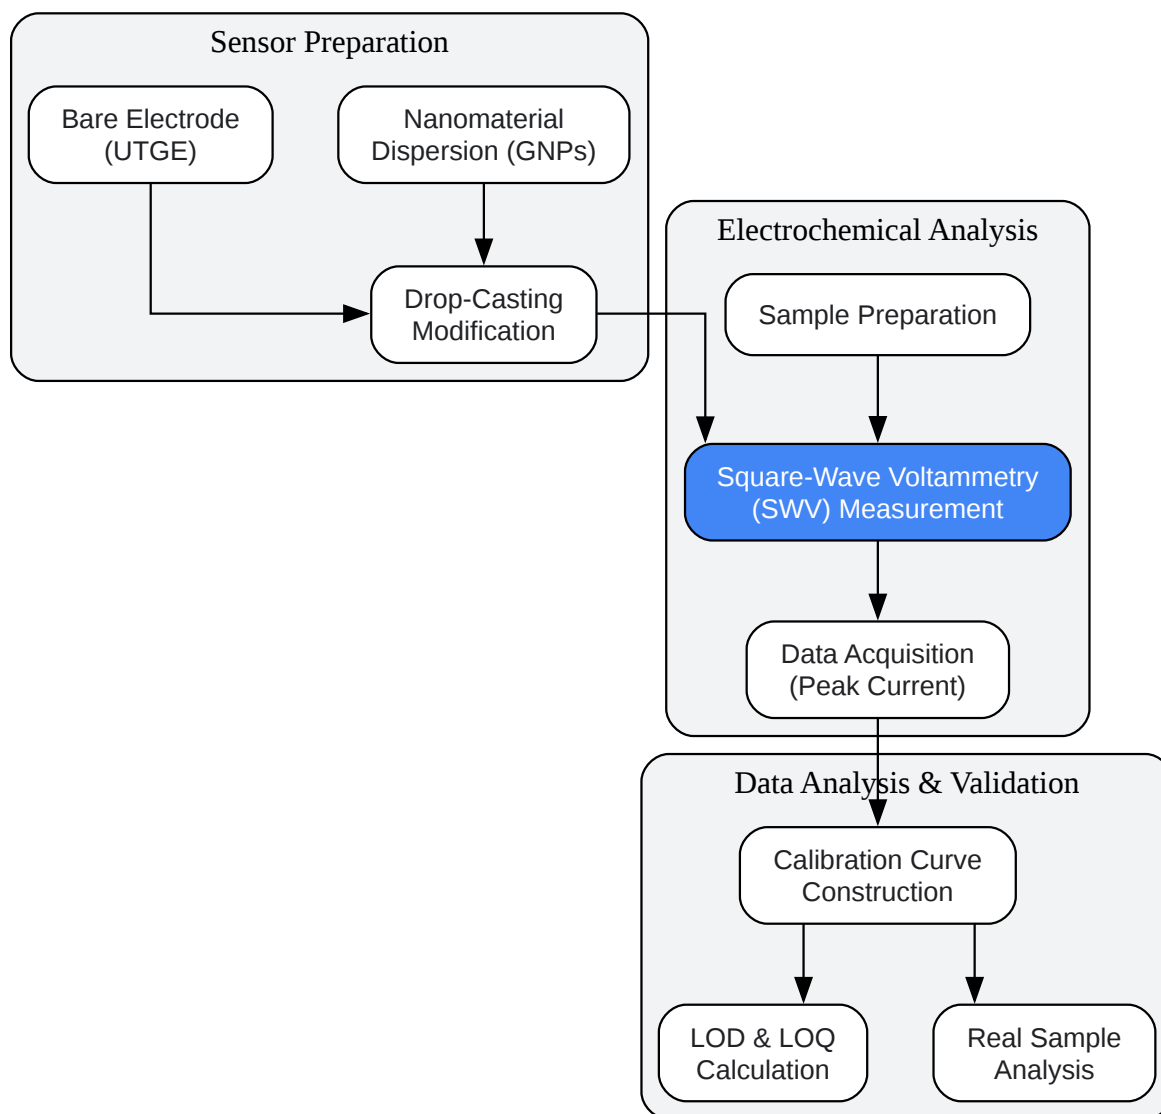 Sensor Preparation
Bare Electrode
(UTGE)
Nanomaterial
Dispersion (GNPs)
Drop-Casting
Modification
Electrochemical Analysis
Sample Preparation
Square-Wave Voltammetry
(SWV) Measurement
Data Acquisition
(Peak Current)
Data Analysis & Validation
Calibration Curve
Construction
LOD & LOQ
Calculation
Real Sample
Analysis